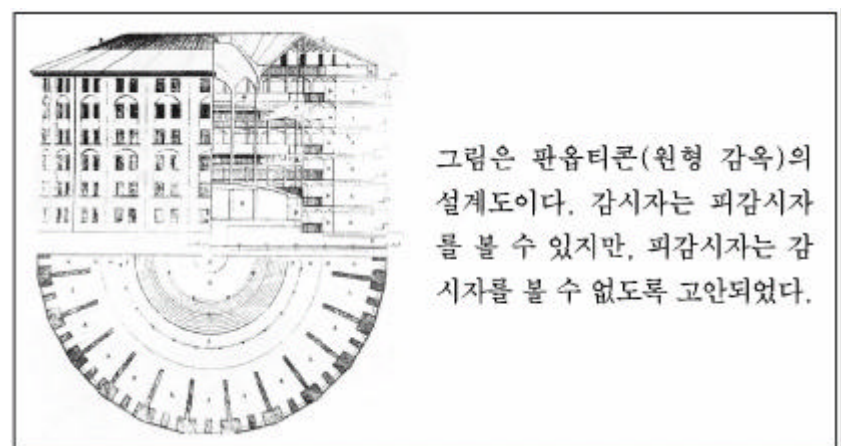 그림은 판옵티콘(원형 감옥)의
설계도이다. 감시자는 피감시자
를 볼 수 있지만, 피감시자는 감
시자를 볼 수 없도록 고안되었다.